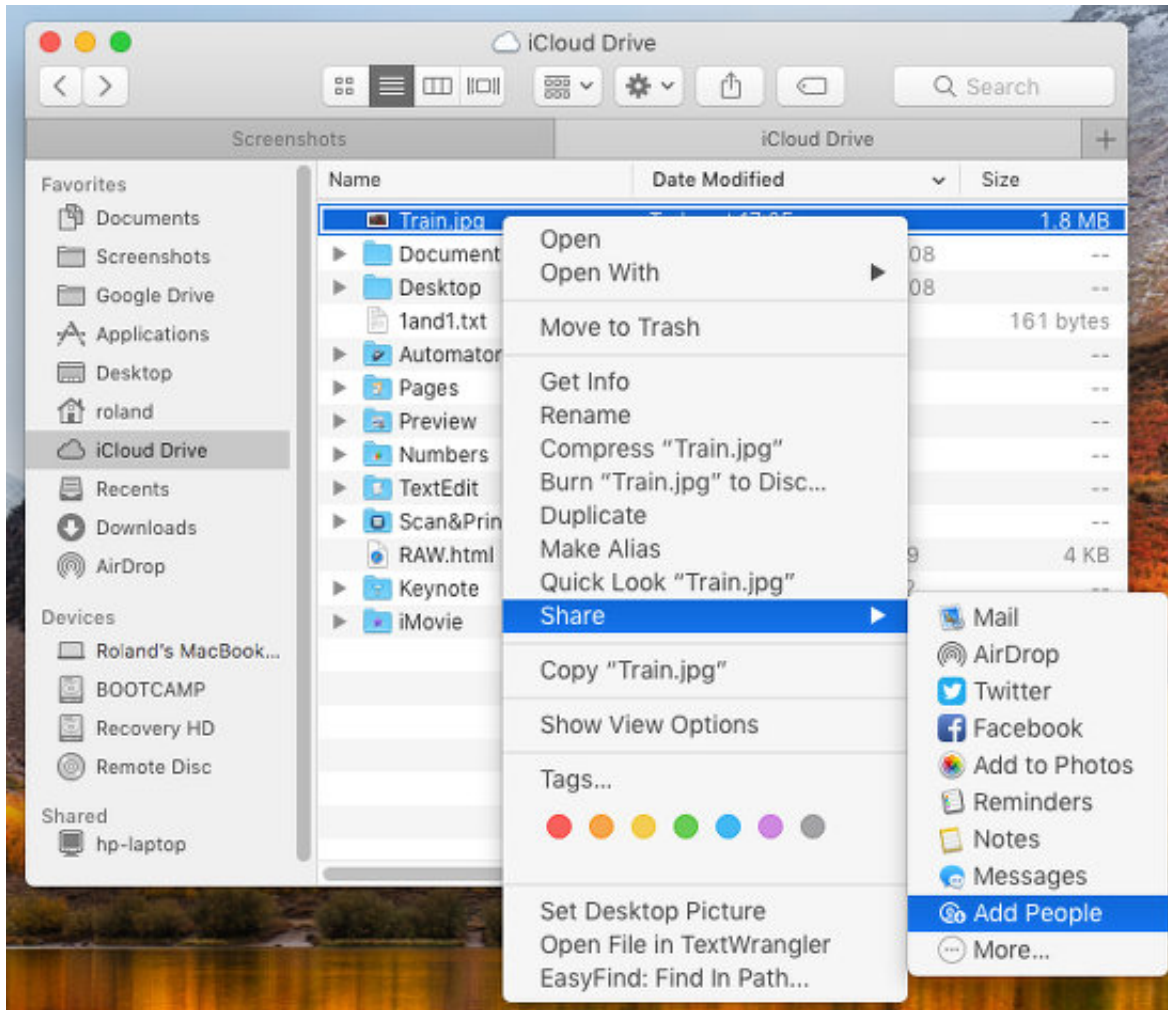 iCloud Drive
Search
Screenshots
iCloud Drive
+
Favorites
Documents
Screenshots
Google Drive
Applications
Desktop
roland
iCloud Drive
Recents
Downloads
AirDrop
Devices
Roland's MacBook...
BOOTCAMP
Recovery HD
Remote Disc
Shared
hp-laptop
Name Date Modified Size
Train.jpg 1.8 MB
Document 08 --
Desktop 08 --
1and1.txt 161 bytes
Automator --
Pages --
Preview --
Numbers --
TextEdit --
Scan&Prin --
RAW.html 9 4 KB
Keynote --
iMovie
Open
Open With
Move to Trash
Get Info
Rename
Compress “Train.jpg”
Burn “Train.jpg” to Disc...
Duplicate
Make Alias
Quick Look “Train.jpg”
Share
Copy “Train.jpg”
Show View Options
Tags...
Set Desktop Picture
Open File in TextWrangler
EasyFind: Find In Path...
Mail
AirDrop
Twitter
Facebook
Add to Photos
Reminders
Notes
Messages
Add People
More...